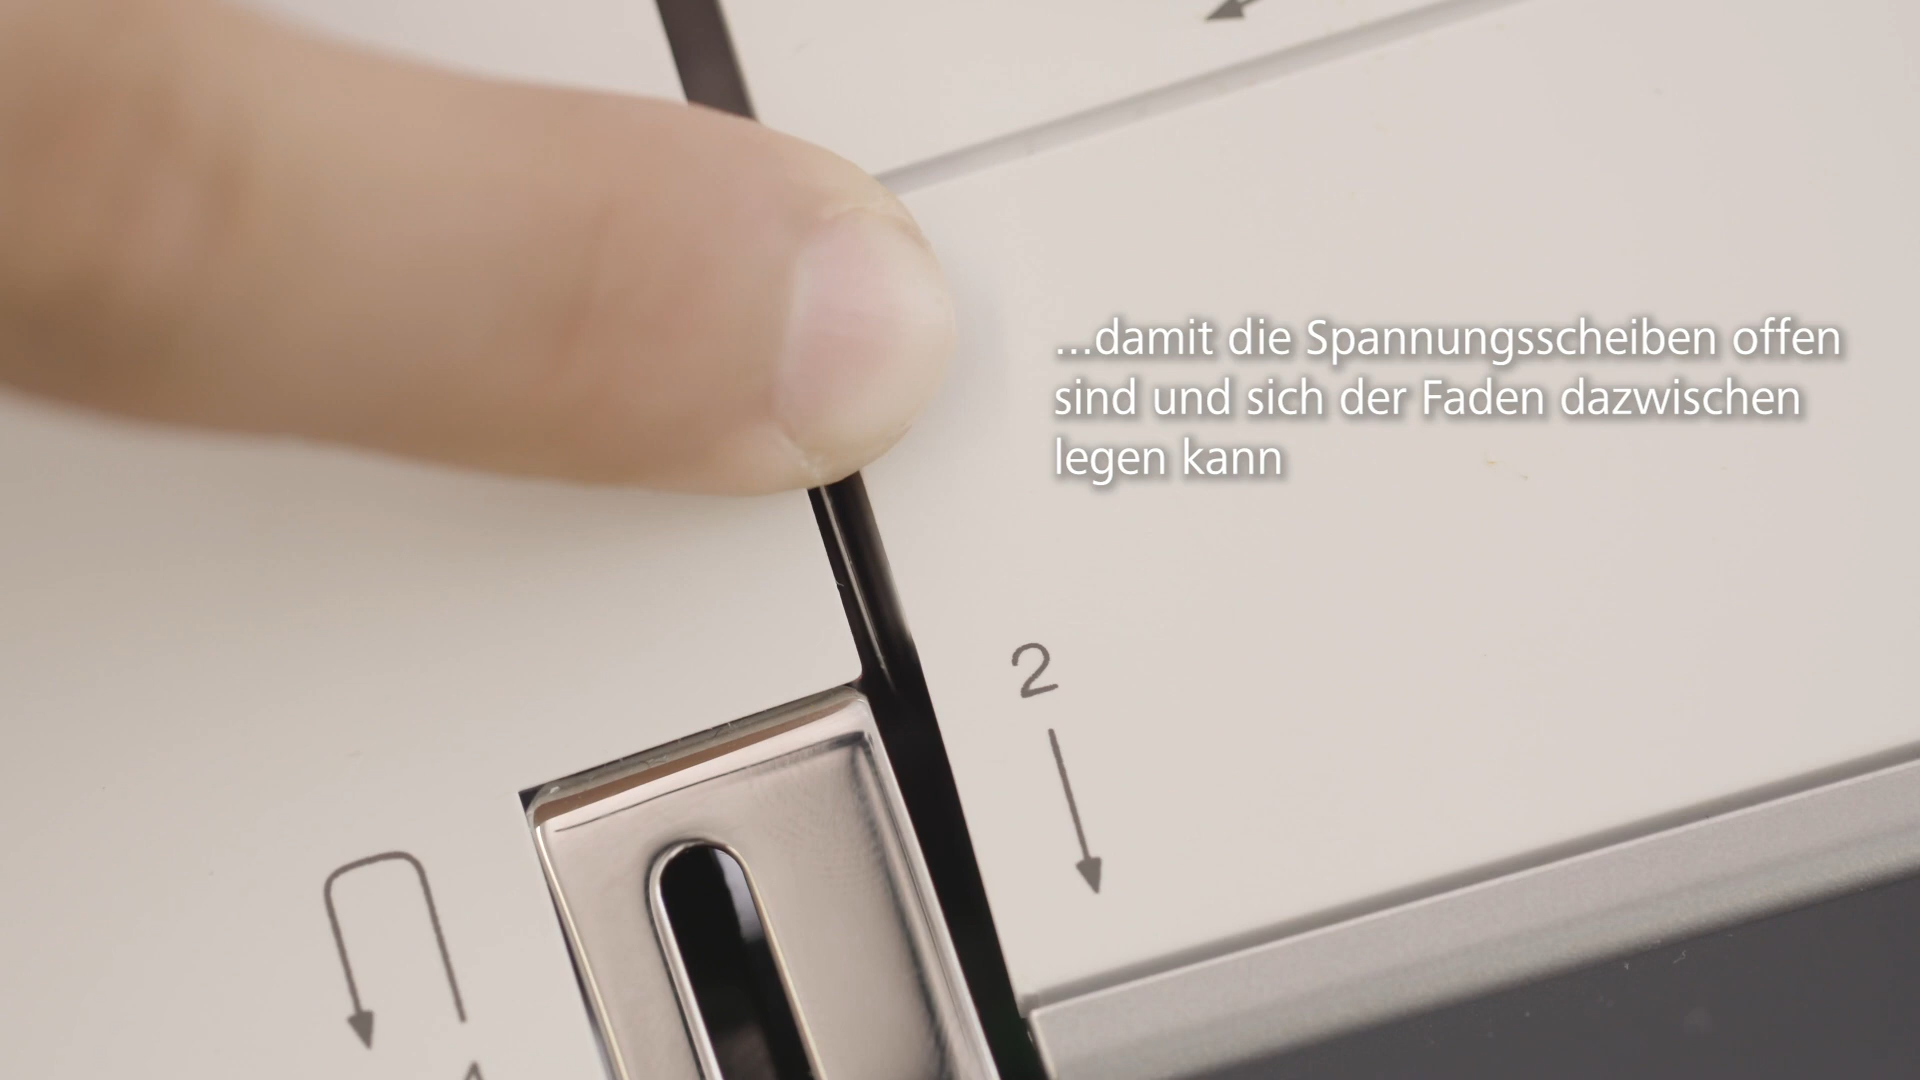 ...damit die Spannungsscheiben offen
sind und sich der Faden dazwischen
legen kann
2